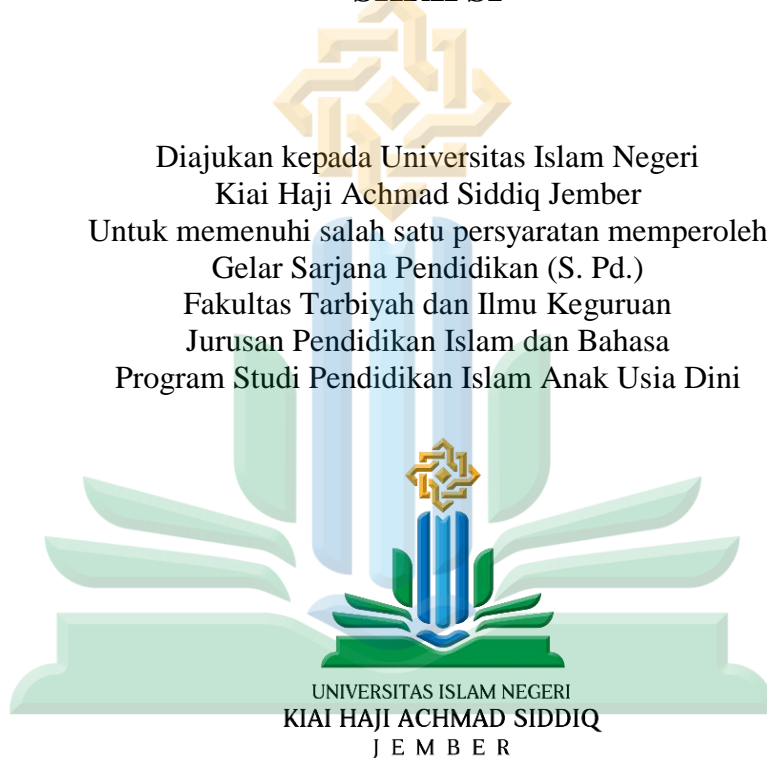 Diajukan kepada Universitas Islam Negeri
Kiai Haji Achmad Siddiq Jember
Untuk memenuhi salah satu persyaratan memperoleh
Gelar Sarjana Pendidikan (S. Pd.)
Fakultas Tarbiyah dan Ilmu Keguruan
Jurusan Pendidikan Islam dan Bahasa
Program Studi Pendidikan Islam Anak Usia Dini
UNIVERSITAS ISLAM NEGERI
KIAI HAJI ACHMAD SIDDIQ
J E M B E R